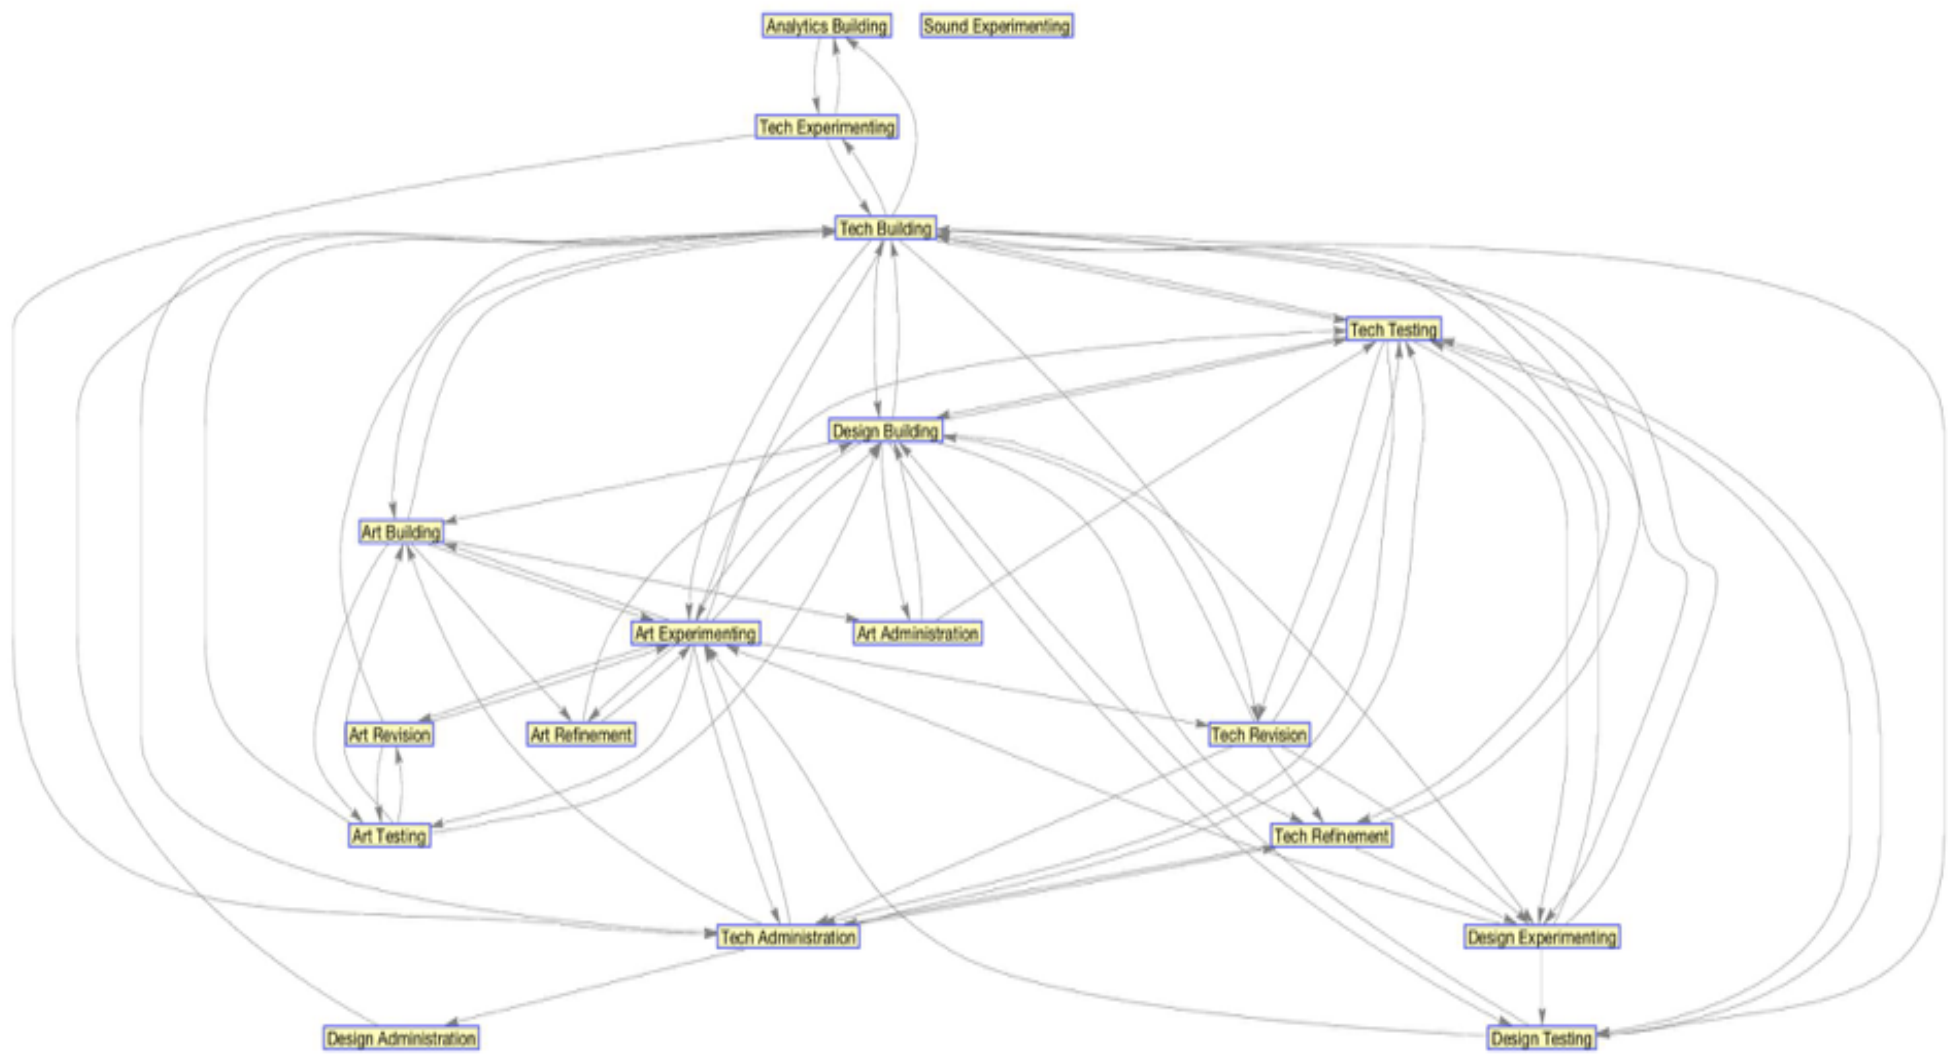 Analytics Building
Sound Experimenting
Tech Experimenting
Tech Building
Tech Testing
Design Building
Art Building
Art Experimenting
Art Administration
Art Revision
Art Refinement
Tech Revision
Art Testing
Tech Refinement
Tech Administration
Design Experimenting
Design Administration
Design Testing